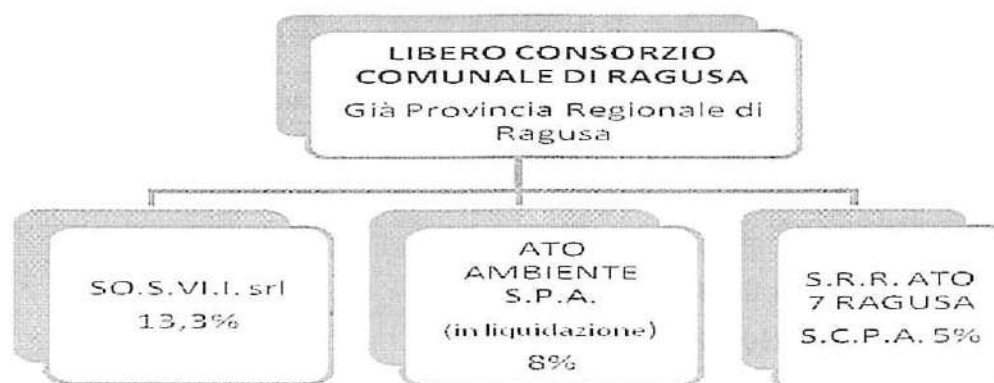 LIBERO CONSORZIO
COMUNALE DI RAGUSA
Già Provincia Regionale di
Ragusa
SO.S.VI.I. srl
13,3%
ATO
AMBIENTE
S.P.A.
(in liquidazione)
8%
S.R.R. ATO
7 RAGUSA
S.C.P.A. 5%